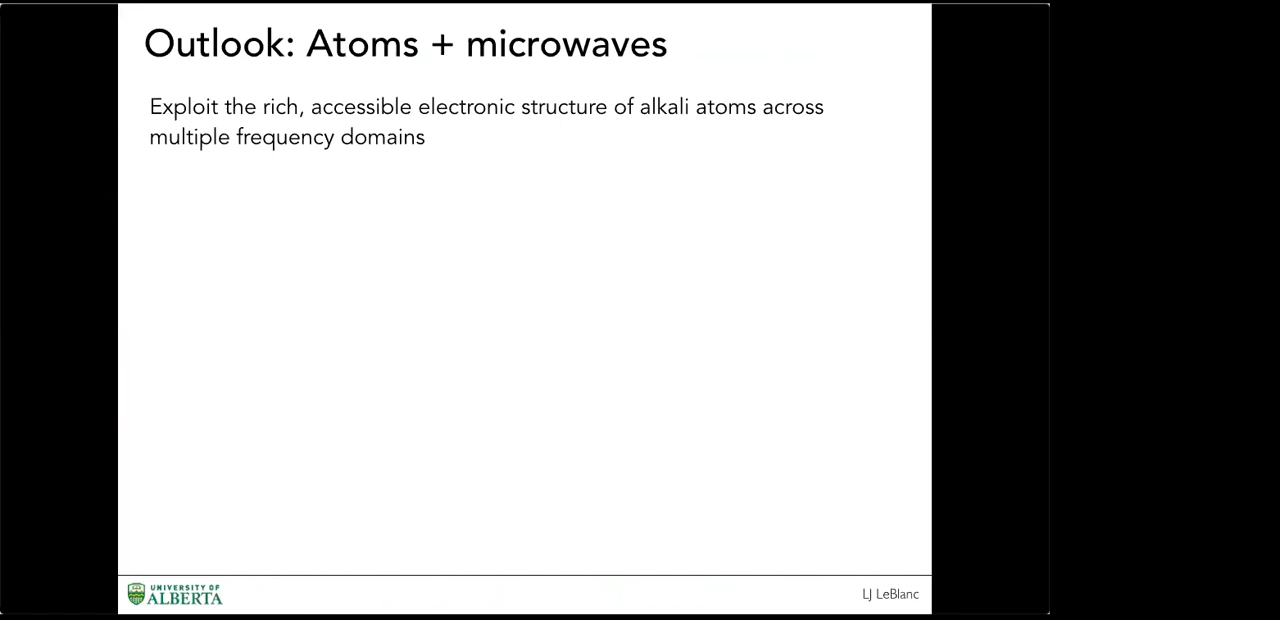 Outlook: Atoms + microwaves
Exploit the rich, accessible electronic structure of alkali atoms across
multiple frequency domains
UNIVERSITY OF
ALBERTA
LJ LeBlanc